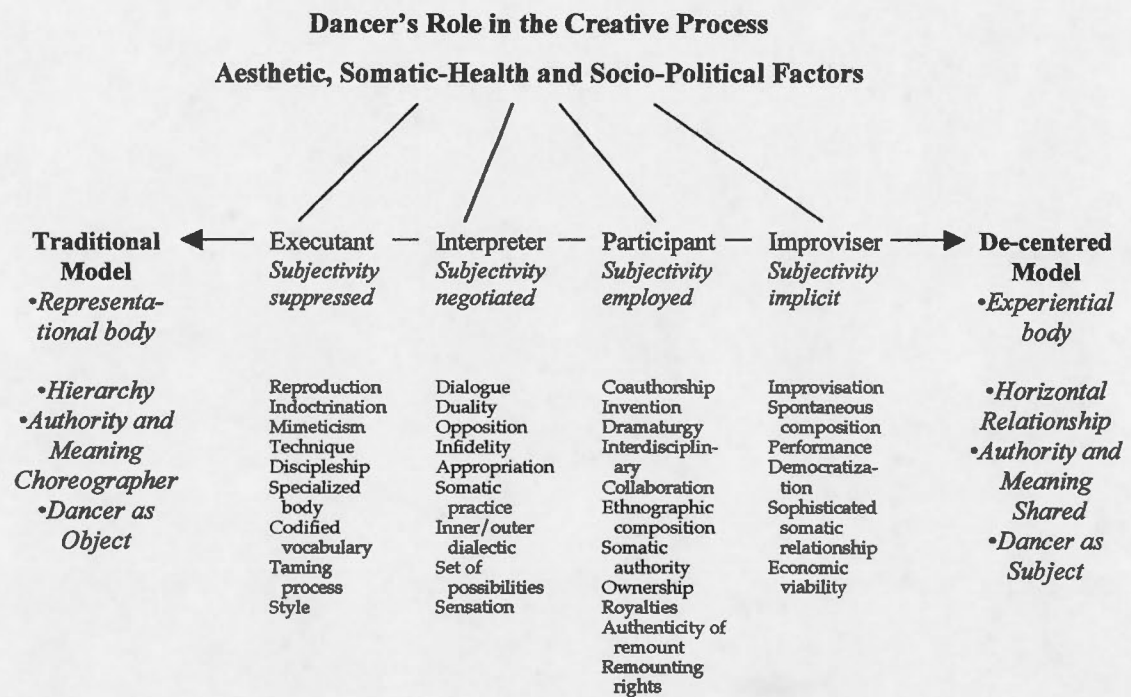 Dancer's Role in the Creative Process
Aesthetic, Somatic-Health and Socio-Political Factors
Traditional
Model
•Representa-
tional body
•Hierarchy
•Authority and
Meaning
Choreographer
•Dancer as
Object
Executant
Subjectivity
suppressed
Reproduction
Indoctrination
Mimeticism
Technique
Discipleship
Specialized
body
Codified
vocabulary
Taming
process
Style
Interpreter
Subjectivity
negotiated
Dialogue
Duality
Opposition
Infidelity
Appropriation
Somatic
practice
Inner/outer
dialectic
Set of
possibilities
Sensation
Participant
Subjectivity
employed
Coauthorship
Invention
Dramaturgy
Interdisciplin-
ary
Collaboration
Ethnographic
composition
Somatic
authority
Ownership
Royalties
Authenticity of
remount
Remounting
rights
Improviser
Subjectivity
implicit
Improvisation
Spontaneous
composition
Performance
Democratiza-
tion
Sophisticated
somatic
relationship
Economic
viability
De-centered
Model
•Experiential
body
•Horizontal
Relationship
•Authority and
Meaning
Shared
•Dancer as
Subject